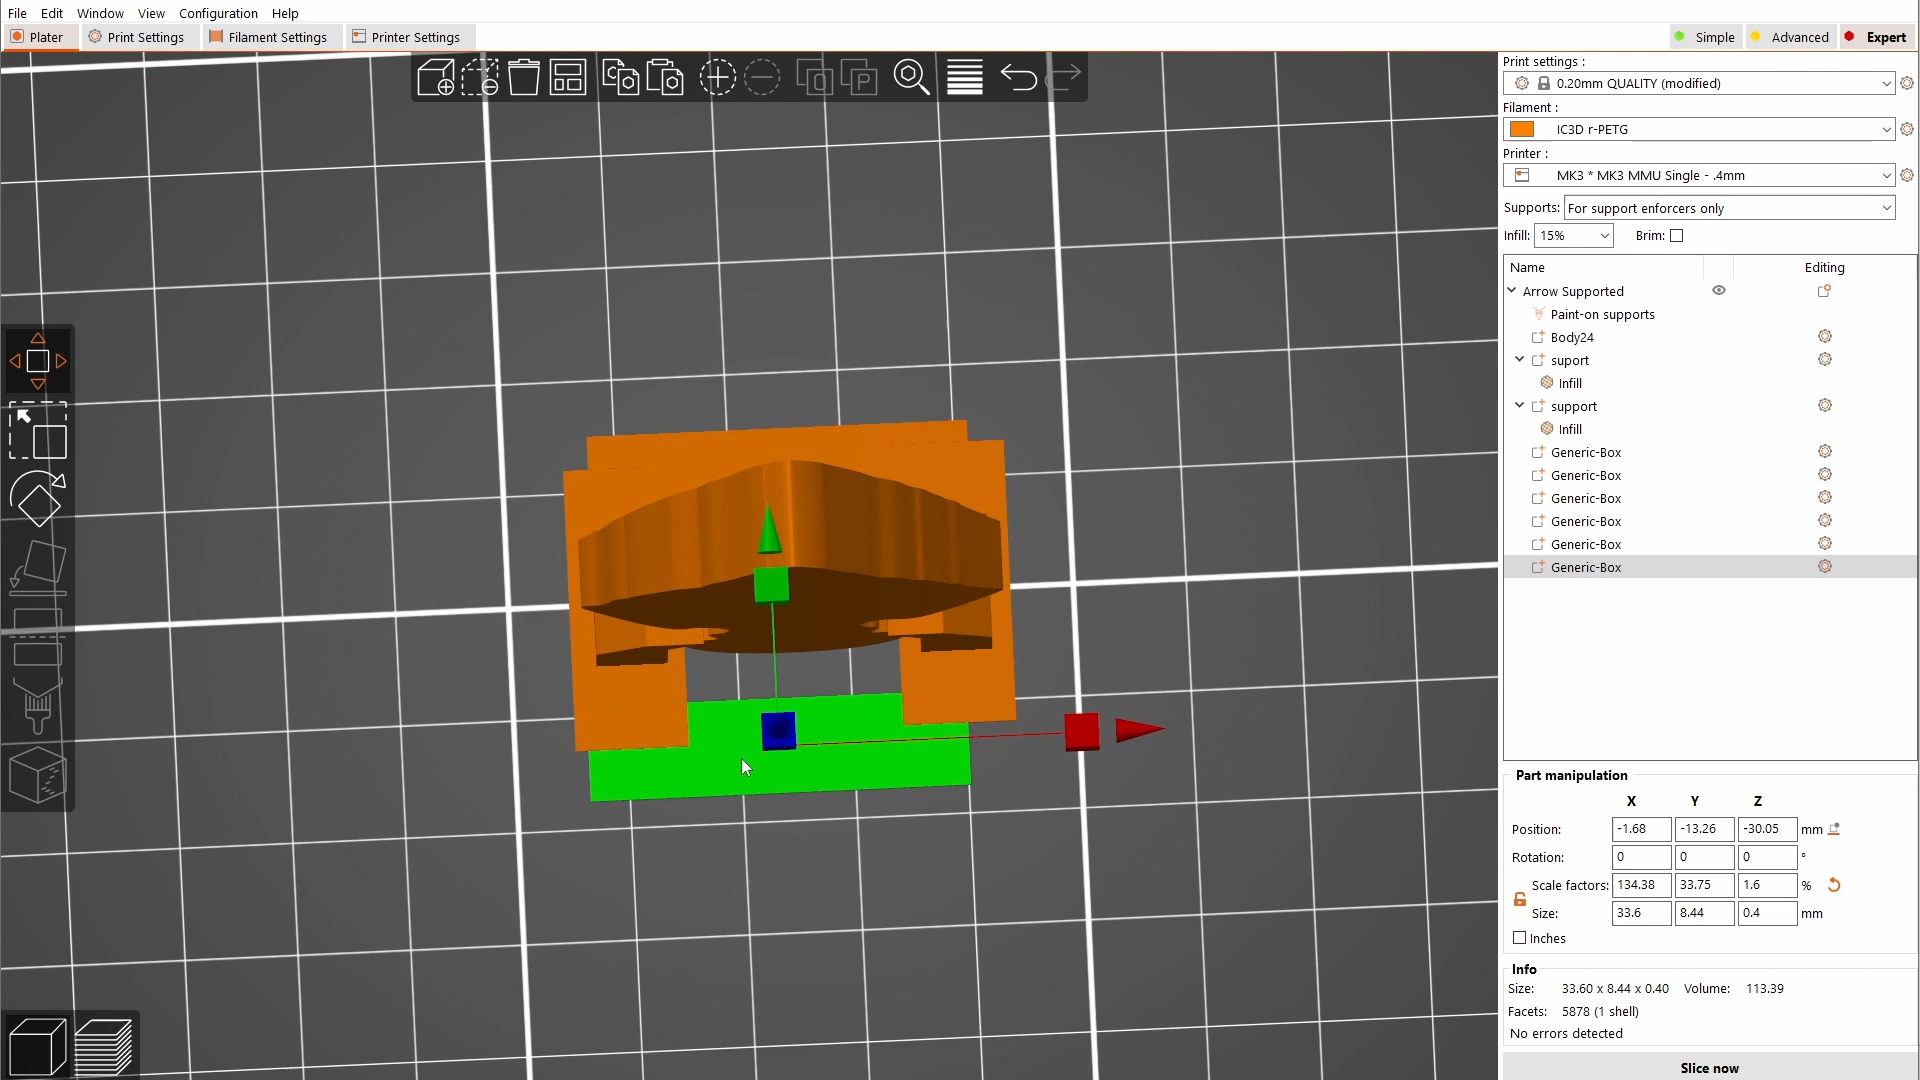 File Edit Window View Configuration Help
Plater Print Settings Filament Settings Printer Settings Simple Advanced Expert
Print settings :
0.20mm QUALITY (modified)
Filament :
IC3D r-PETG
Printer :
MK3 * MK3 MMU Single - .4mm
Supports: For support enforcers only
Infill: 15% Brim:
Name Editing
Arrow Supported
Paint-on supports
Body24
suport
Infill
support
Infill
Generic-Box
Generic-Box
Generic-Box
Generic-Box
Generic-Box
Generic-Box
Part manipulation
X Y Z
Position: -1.68 -13.26 -30.05 mm
Rotation: 0 0 0 °
Scale factors: 134.38 33.75 1.6 %
Size: 33.6 8.44 0.4 mm
Inches
Info
Size: 33.60 x 8.44 x 0.40 Volume: 113.39
Facets: 5878 (1 shell)
No errors detected
Slice now